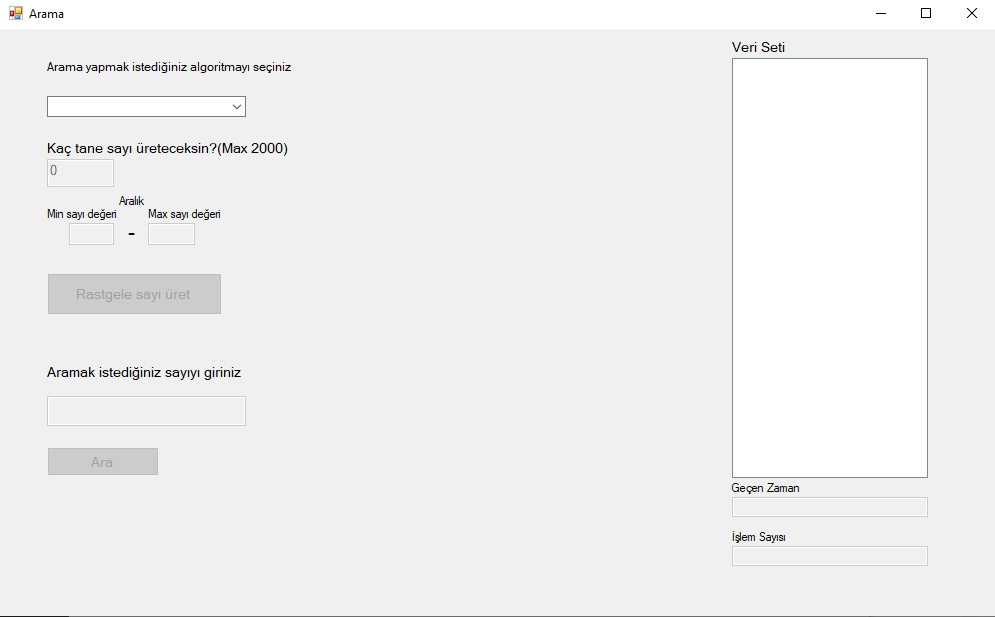 Arama
Arama yapmak istediğiniz algoritmayı seçiniz
Kaç tane sayı üreteceksin?(Max 2000)
0
Aralık
Min sayı değeri Max sayı değeri
-
Rastgele sayı üret
Aramak istediğiniz sayıyı giriniz
Ara
Veri Seti
Geçen Zaman
İşlem Sayısı